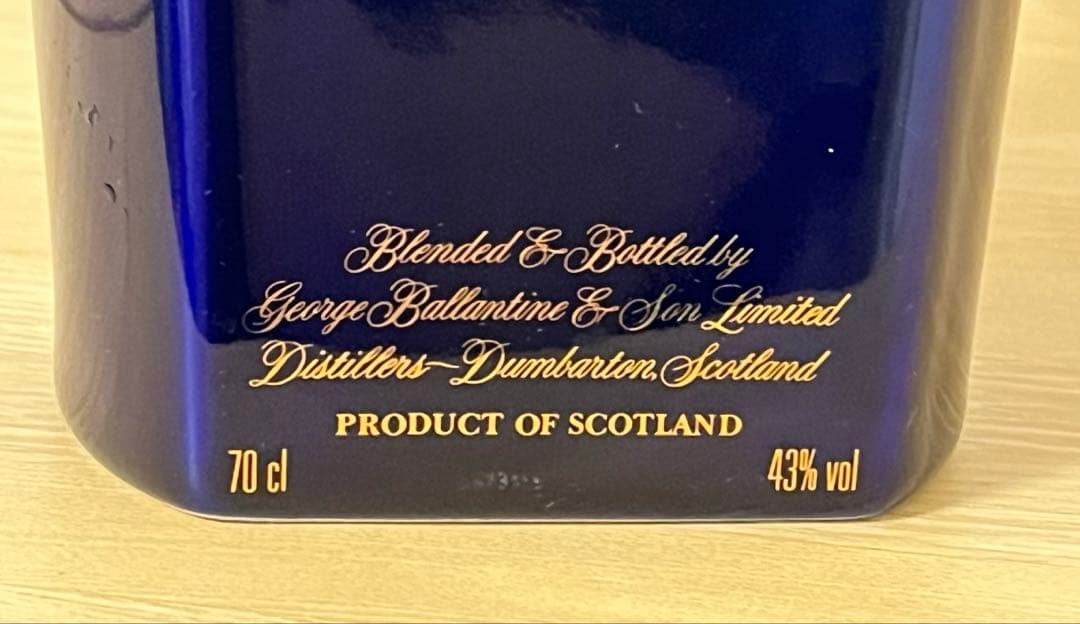 Blended & Bottled by
George Ballantine & Son Limited
Distillers~Dumbarton, Scotland
PRODUCT OF SCOTLAND
70 cl
43% vol